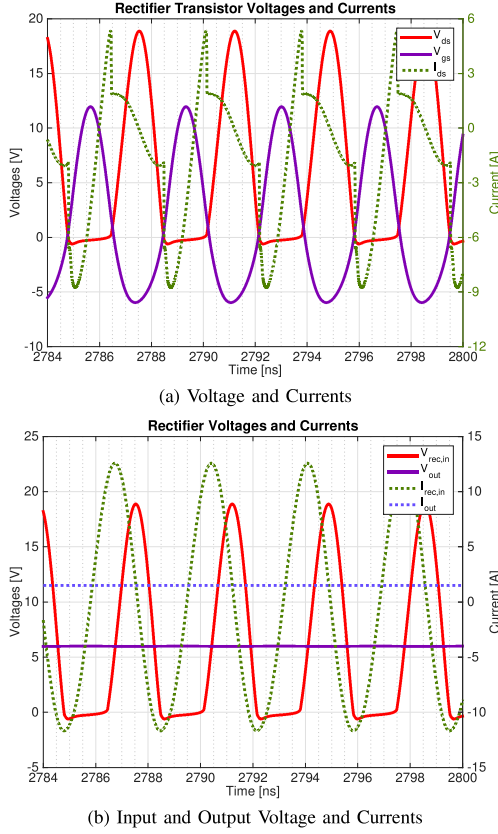 Rectifier Transistor Voltages and Currents
20
15
10
5
0
-5
-10
Voltages [V]
6
3
0
-3
-6
-9
-12
Current [A]
V_ds
V_gs
I_ds
2784 2786 2788 2790 2792 2794 2796 2798 2800
Time [ns]
(a) Voltage and Currents
Rectifier Voltages and Currents
25
20
15
10
5
0
-5
Voltages [V]
15
10
5
0
-5
-10
-15
Current [A]
V_rec,in
V_out
I_rec,in
I_out
2784 2786 2788 2790 2792 2794 2796 2798 2800
Time [ns]
(b) Input and Output Voltage and Currents